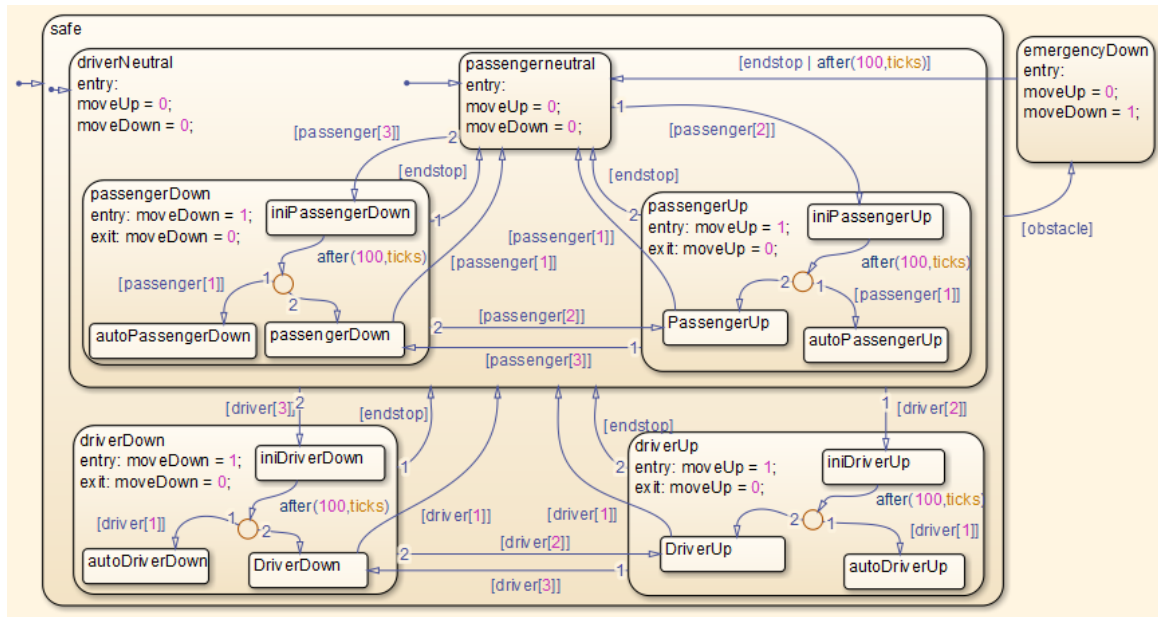 safe
driverNeutral
entry:
moveUp = 0;
moveDown = 0;
passengerneutral
entry:
moveUp = 0;
moveDown = 0;
[endstop | after(100,ticks)]
emergencyDown
entry:
moveUp = 0;
moveDown = 1;
[passenger[3]]
2
1
[passenger[2]]
[endstop]
[endstop]
[obstacle]
passengerDown
entry: moveDown = 1;
exit: moveDown = 0;
iniPassengerDown
1
after(100,ticks)
[passenger[1]]
1
2
autoPassengerDown
passengerDown
[passenger[1]]
[passenger[1]]
2
passengerUp
entry: moveUp = 1;
exit: moveUp = 0;
iniPassengerUp
after(100,ticks)
2
1
[passenger[1]]
PassengerUp
autoPassengerUp
2
[passenger[2]]
1
[passenger[3]]
[driver[3]]
2
[endstop]
[endstop]
1
[driver[2]]
driverDown
entry: moveDown = 1;
exit: moveDown = 0;
iniDriverDown
1
after(100,ticks)
[driver[1]]
1
2
autoDriverDown
DriverDown
[driver[1]]
[driver[1]]
2
driverUp
entry: moveUp = 1;
exit: moveUp = 0;
iniDriverUp
after(100,ticks)
2
1
[driver[1]]
DriverUp
autoDriverUp
2
[driver[2]]
1
[driver[3]]